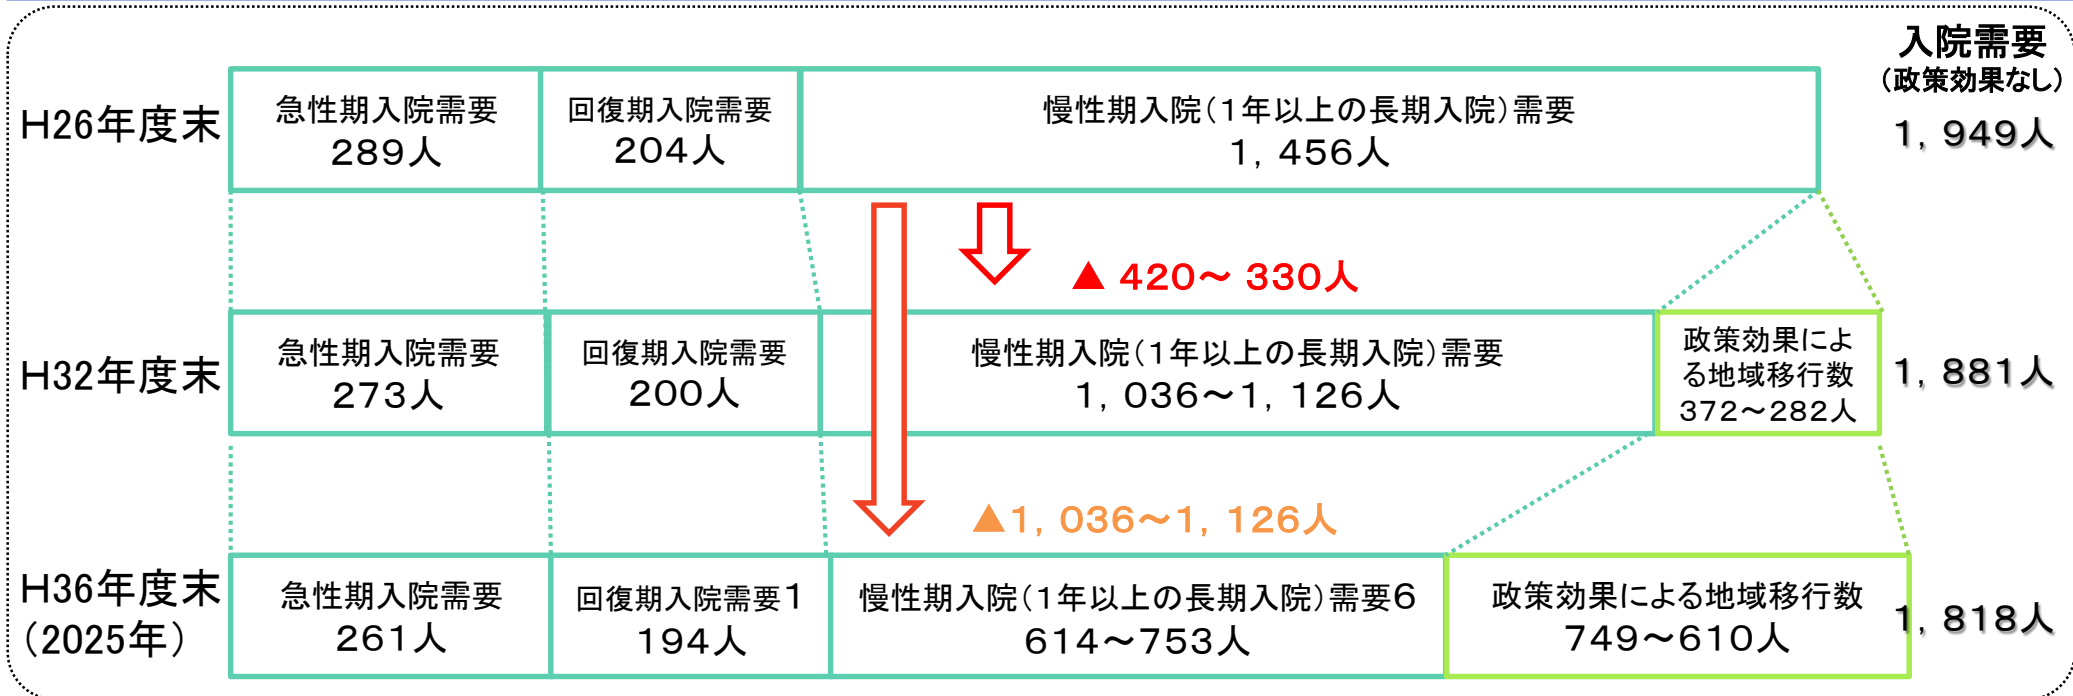 入院需要
（政策効果なし）
H26年度末
急性期入院需要
289人
回復期入院需要
204人
慢性期入院（１年以上の長期入院）需要
１，４５６人
１，９４９人
▲ 420～ 330人
H32年度末
急性期入院需要
273人
回復期入院需要
200人
慢性期入院（１年以上の長期入院）需要
１，０３６～１，１２６人
政策効果によ
る地域移行数
372～282人
１，８８１人
▲１，０３６～１，１２６人
H36年度末
（2025年）
急性期入院需要
261人
回復期入院需要１
194人
慢性期入院（１年以上の長期入院）需要６
614～753人
政策効果による地域移行数
749～610人
１，８１８人